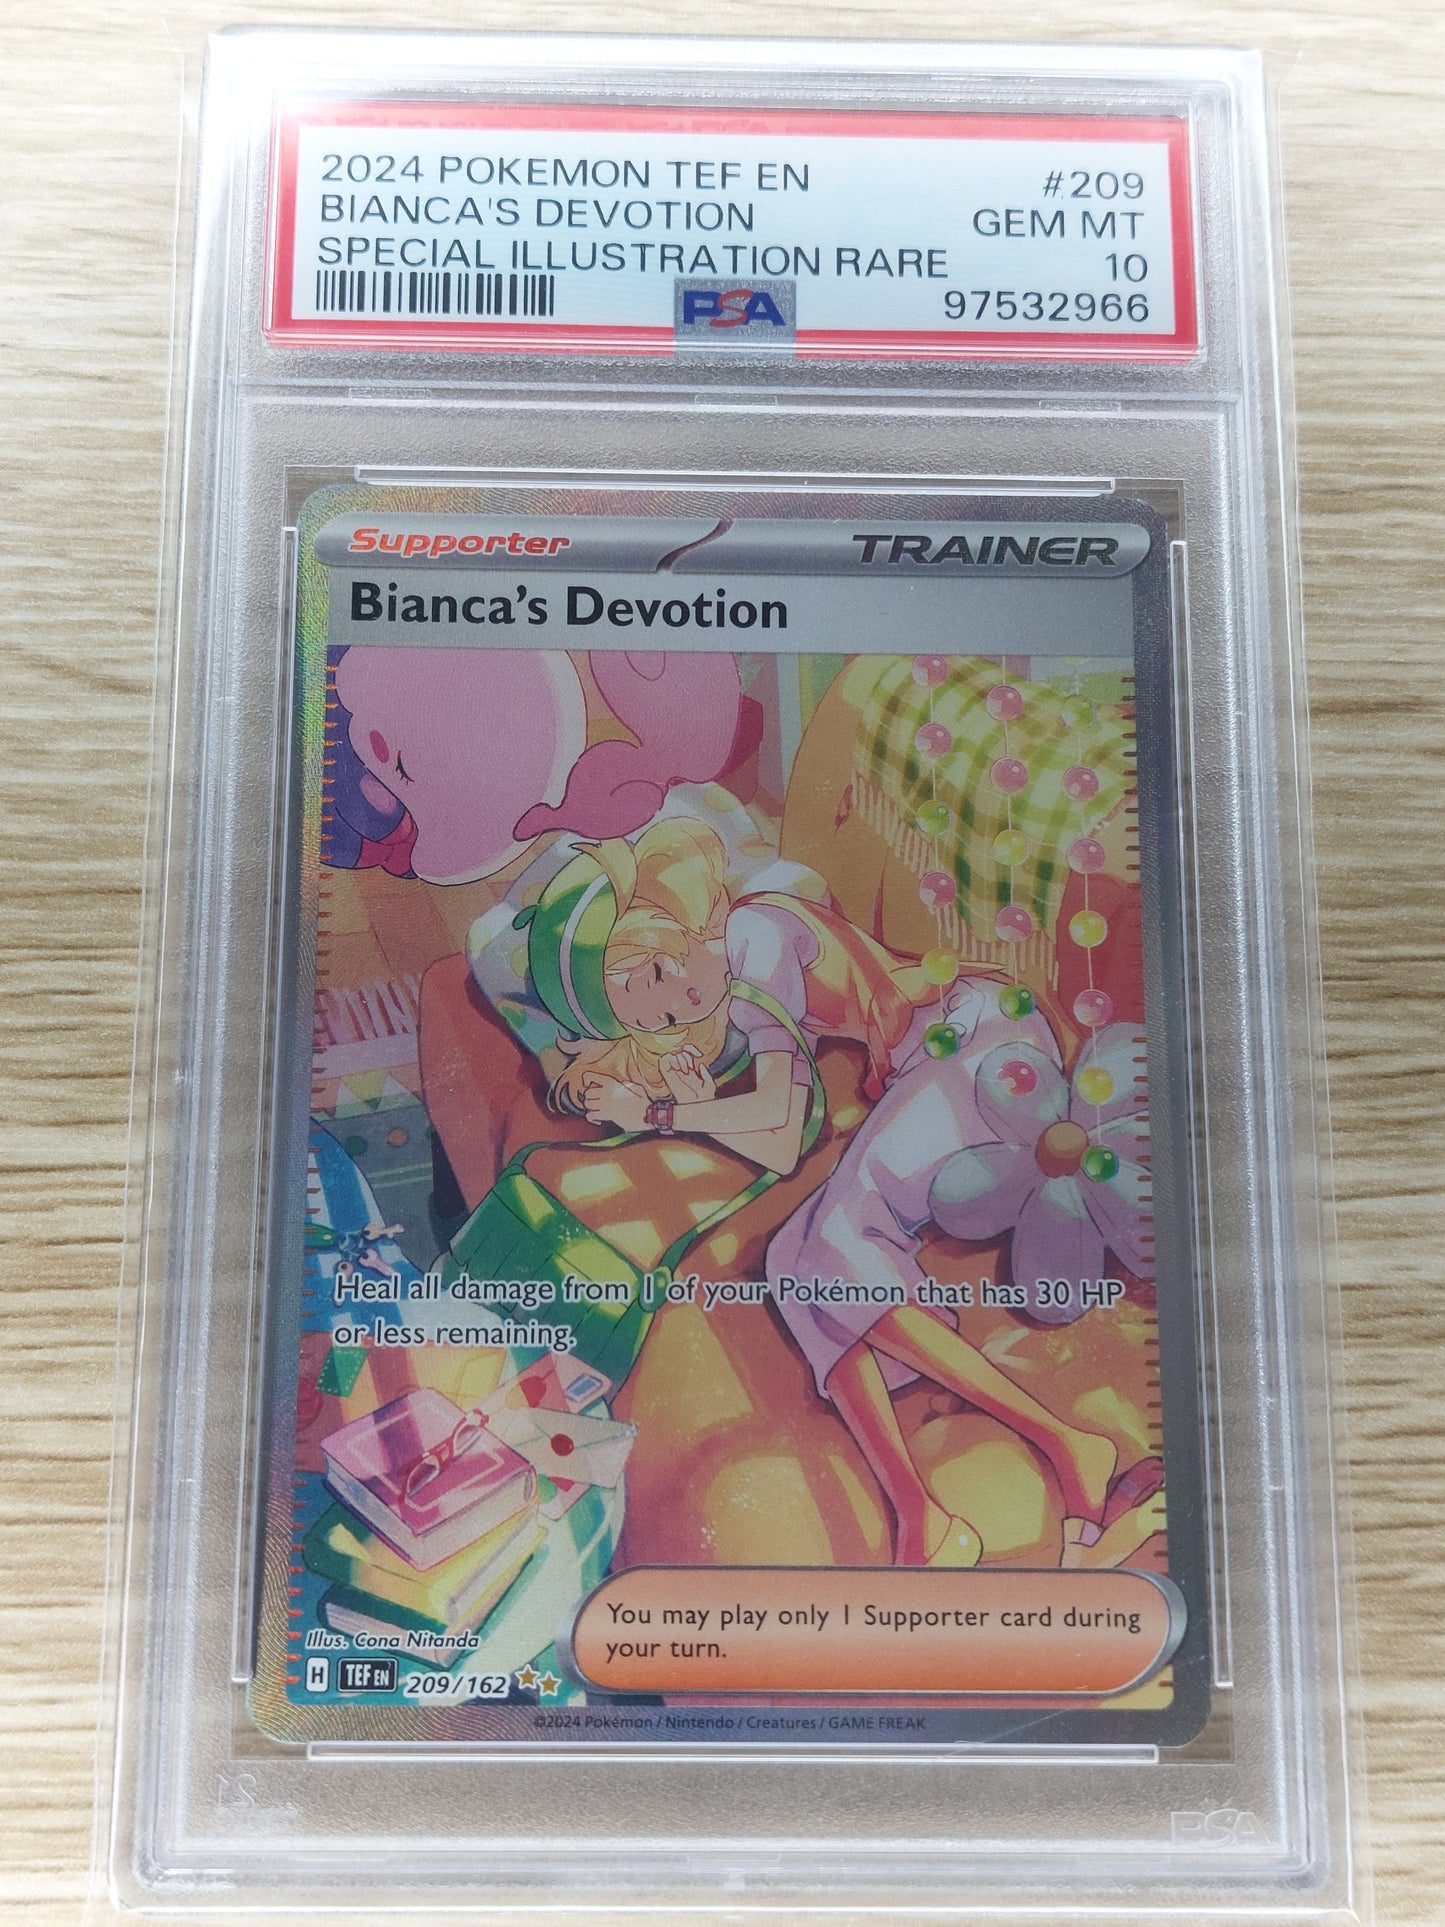 2024 POKEMON TEF EN #209
BIANCA'S DEVOTION GEM MT
SPECIAL ILLUSTRATION RARE 10
PSA 97532966
Supporter TRAINER
Bianca's Devotion
Heal all damage from 1 of your Pokémon that has 30 HP
or less remaining.
You may play only 1 Supporter card during
your turn.
Illus. Cona Nitanda
H TEF EN 209/162
©2024 Pokémon / Nintendo / Creatures / GAME FREAK
PSA